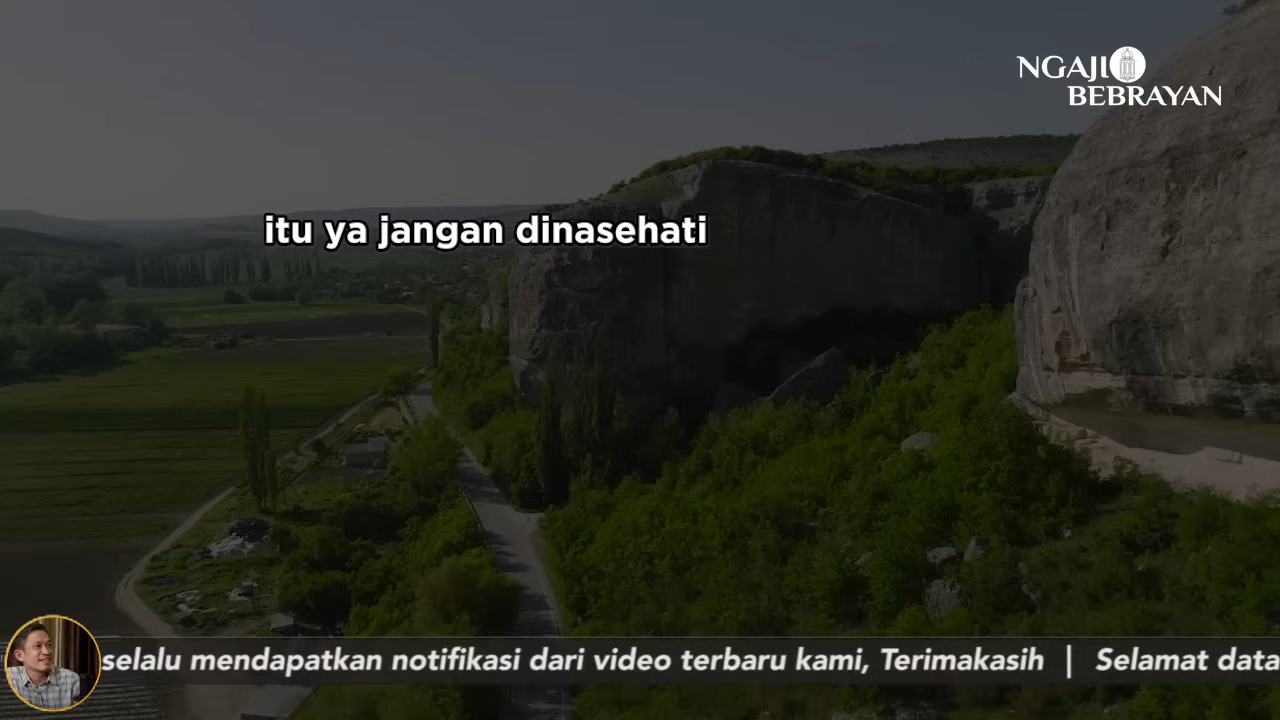 NGAJI
BEBRAYAN
itu ya jangan dinasehati
selalu mendapatkan notifikasi dari video terbaru kami, Terimakasih | Selamat data